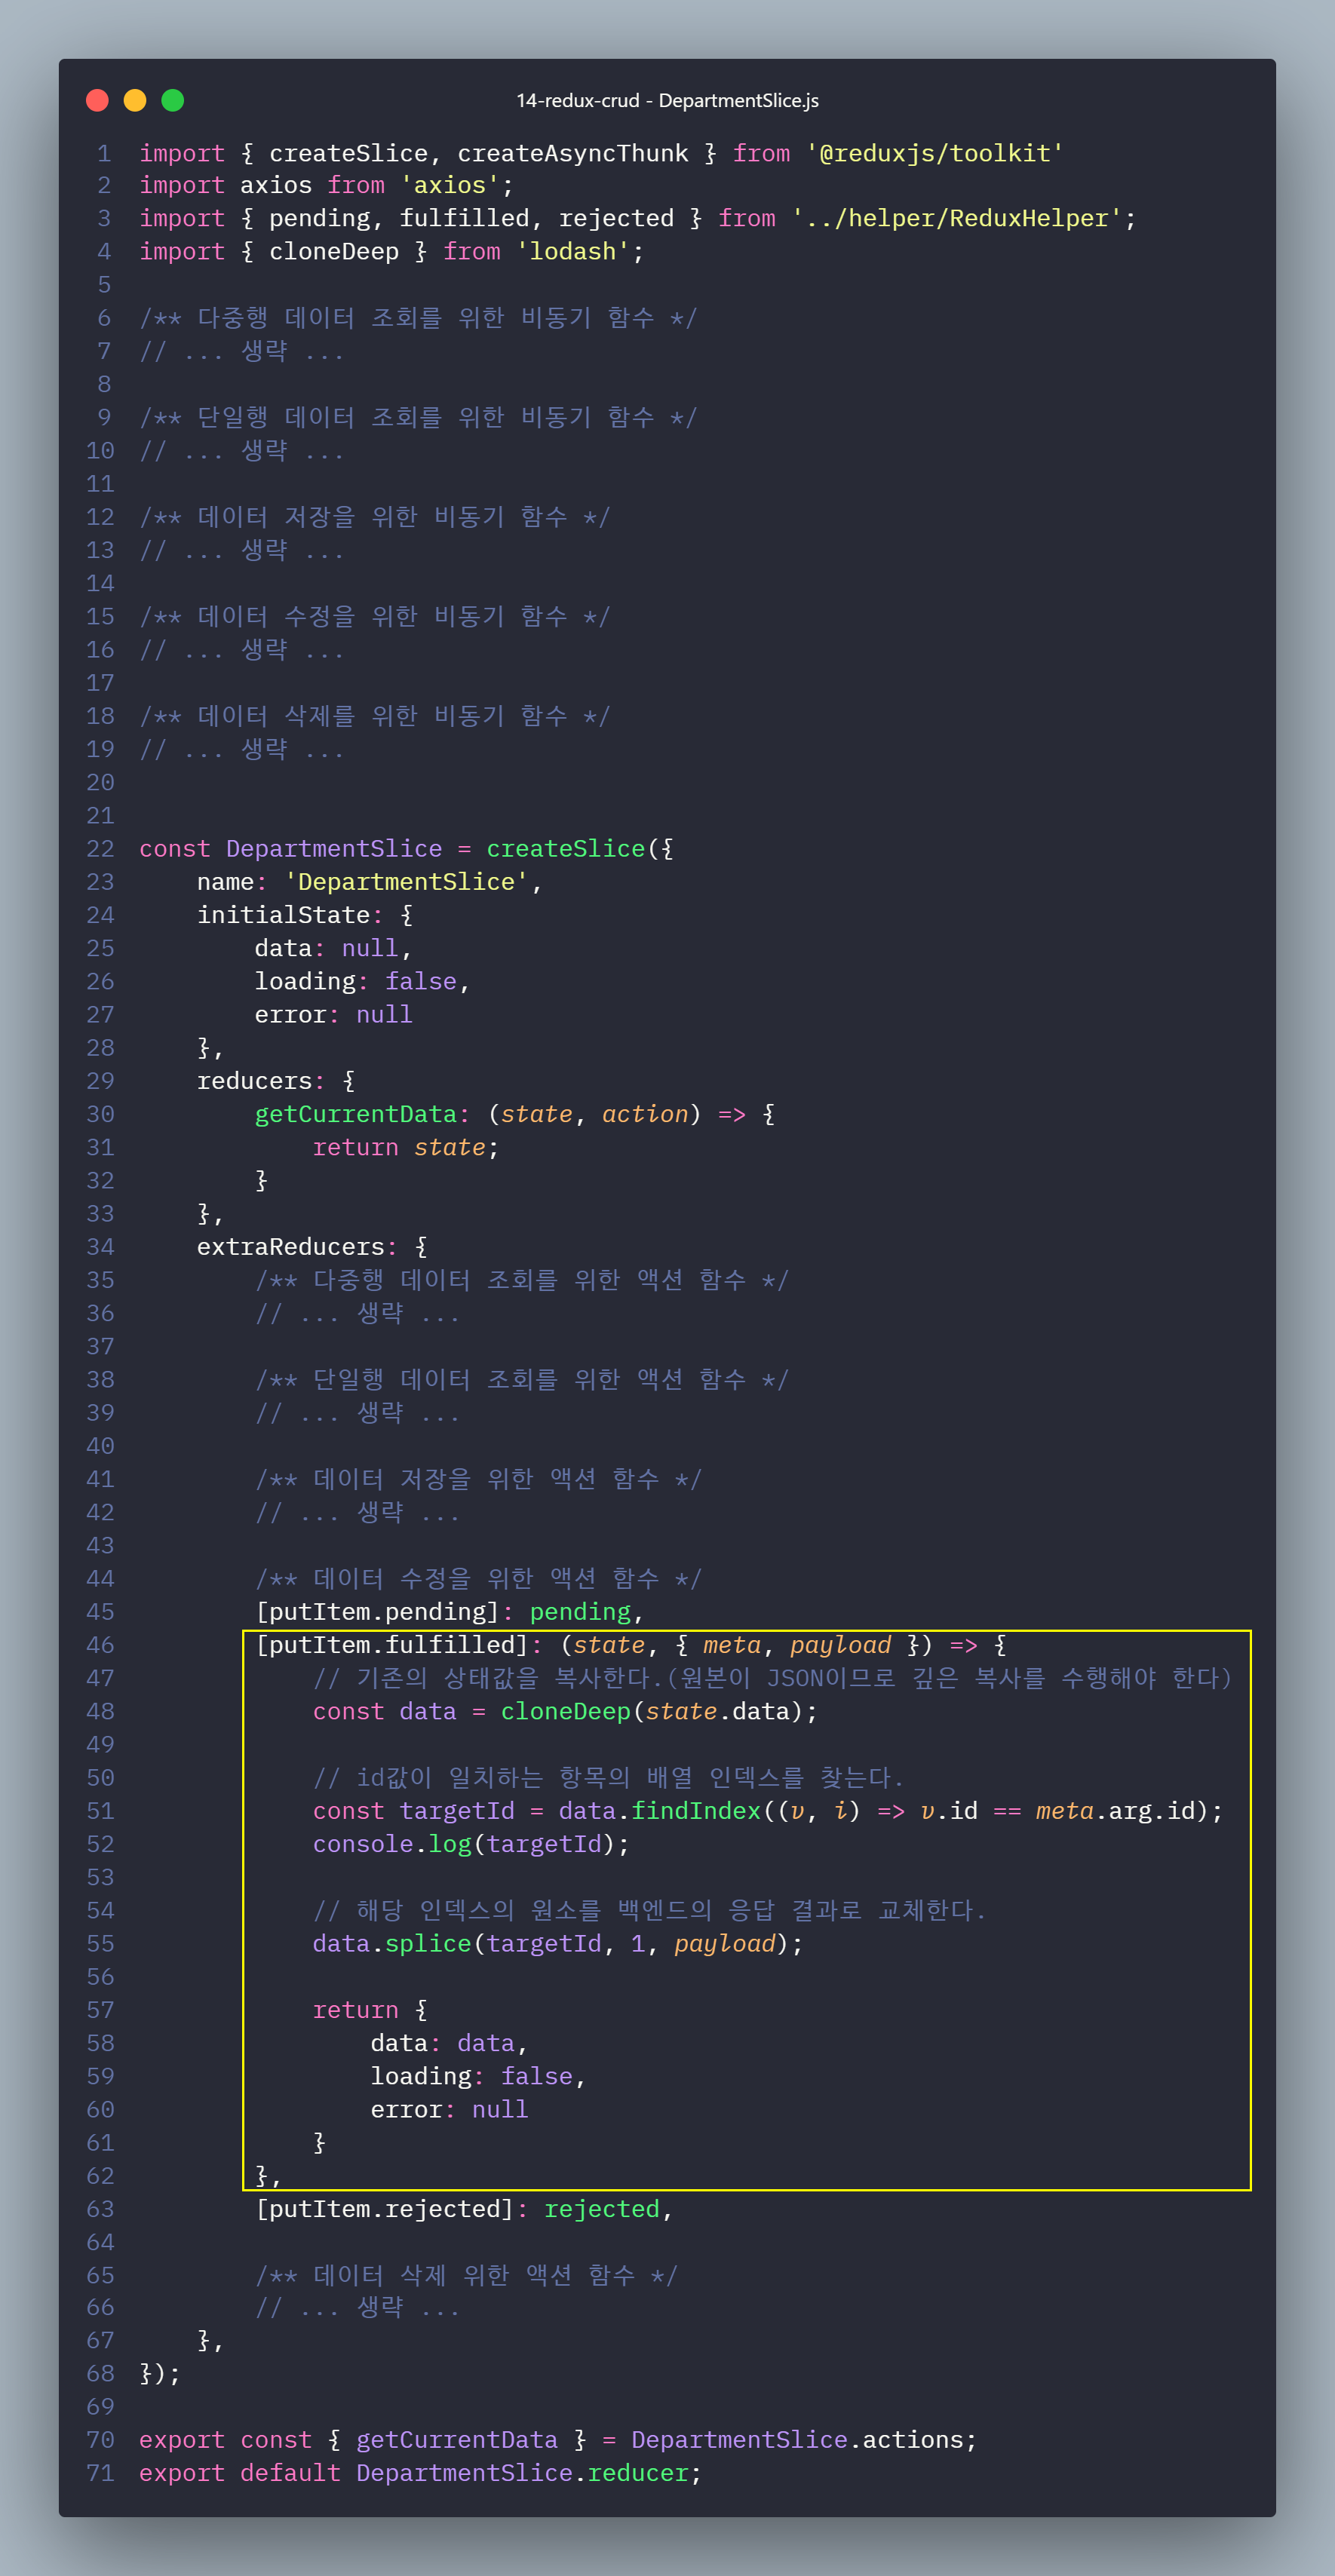 14-redux-crud - DepartmentSlice.js
1 import { createSlice, createAsyncThunk } from '@reduxjs/toolkit'
2 import axios from 'axios';
3 import { pending, fulfilled, rejected } from '../helper/ReduxHelper';
4 import { cloneDeep } from 'lodash';
5
6 /** 다중행 데이터 조회를 위한 비동기 함수 */
7 // ... 생략 ...
8
9 /** 단일행 데이터 조회를 위한 비동기 함수 */
10 // ... 생략 ...
11
12 /** 데이터 저장을 위한 비동기 함수 */
13 // ... 생략 ...
14
15 /** 데이터 수정을 위한 비동기 함수 */
16 // ... 생략 ...
17
18 /** 데이터 삭제를 위한 비동기 함수 */
19 // ... 생략 ...
20
21
22 const DepartmentSlice = createSlice({
23     name: 'DepartmentSlice',
24     initialState: {
25         data: null,
26         loading: false,
27         error: null
28     },
29     reducers: {
30         getCurrentData: (state, action) => {
31             return state;
32         }
33     },
34     extraReducers: {
35         /** 다중행 데이터 조회를 위한 액션 함수 */
36         // ... 생략 ...
37
38         /** 단일행 데이터 조회를 위한 액션 함수 */
39         // ... 생략 ...
40
41         /** 데이터 저장을 위한 액션 함수 */
42         // ... 생략 ...
43
44         /** 데이터 수정을 위한 액션 함수 */
45         [putItem.pending]: pending,
46         [putItem.fulfilled]: (state, { meta, payload }) => {
47             // 기존의 상태값을 복사한다.(원본이 JSON이므로 깊은 복사를 수행해야 한다)
48             const data = cloneDeep(state.data);
49
50             // id값이 일치하는 항목의 배열 인덱스를 찾는다.
51             const targetId = data.findIndex((v, i) => v.id == meta.arg.id);
52             console.log(targetId);
53
54             // 해당 인덱스의 원소를 백엔드의 응답 결과로 교체한다.
55             data.splice(targetId, 1, payload);
56
57             return {
58                 data: data,
59                 loading: false,
60                 error: null
61             }
62         },
63         [putItem.rejected]: rejected,
64
65         /** 데이터 삭제 위한 액션 함수 */
66         // ... 생략 ...
67     },
68 });
69
70 export const { getCurrentData } = DepartmentSlice.actions;
71 export default DepartmentSlice.reducer;